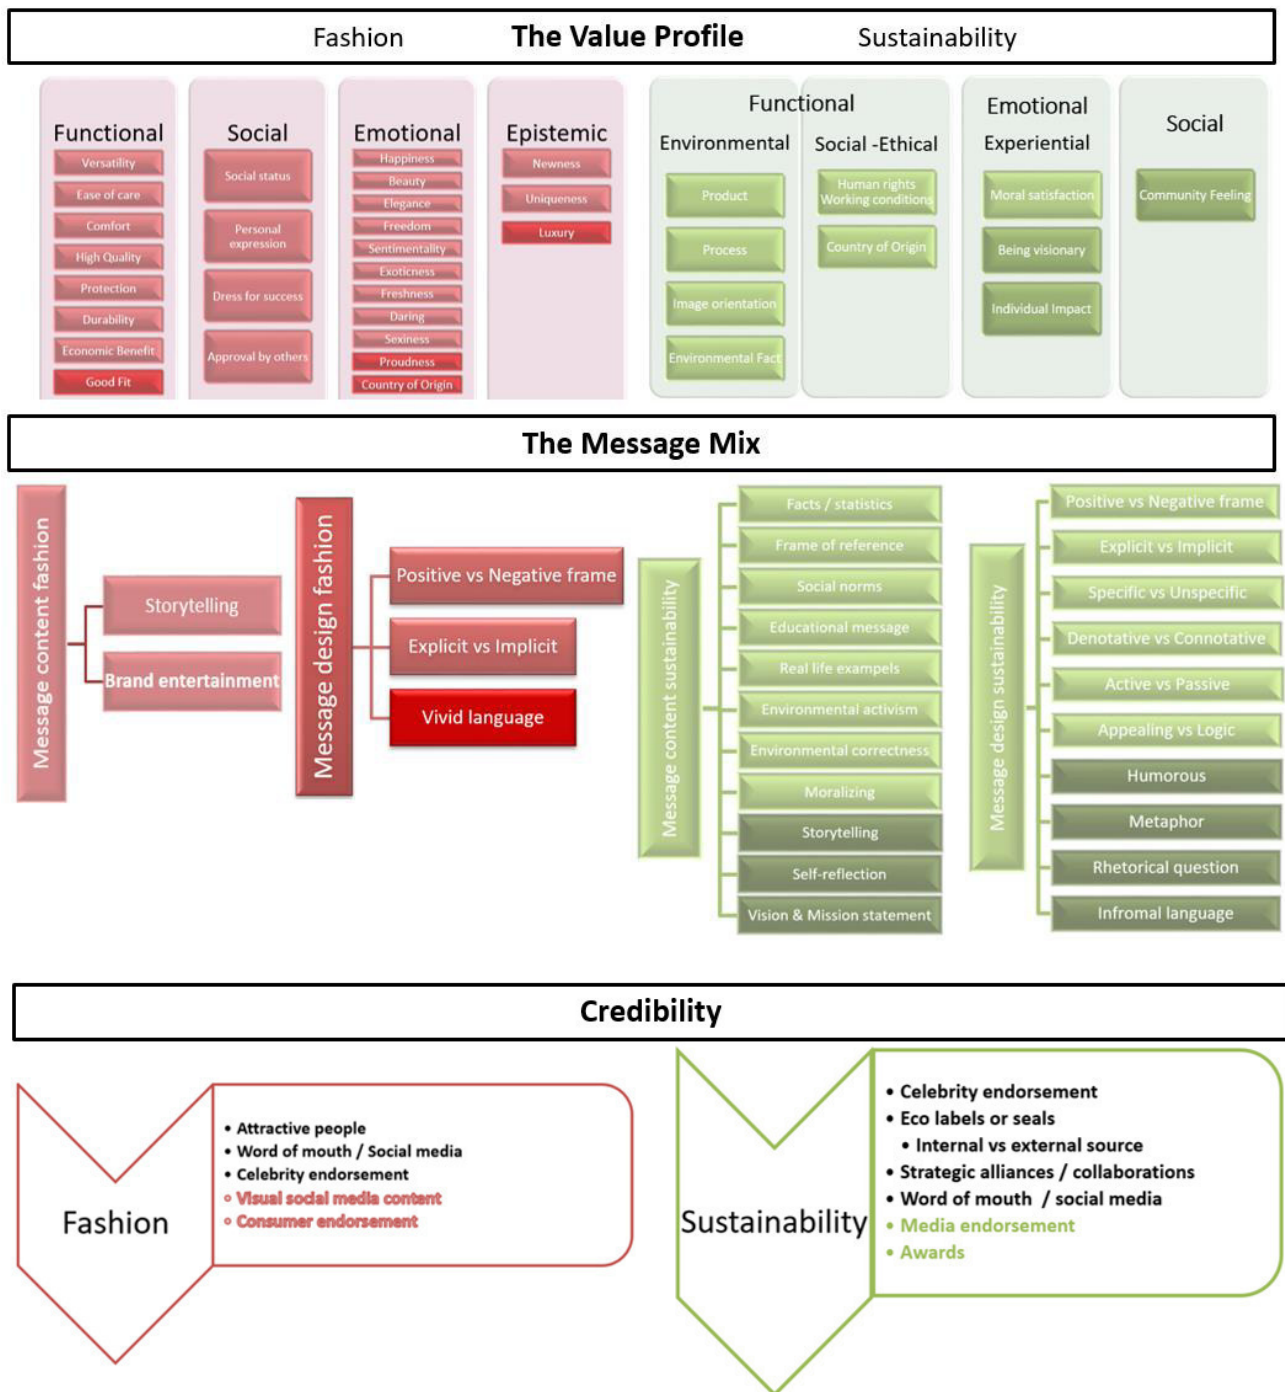 Fashion The Value Profile Sustainability
Functional
Versatility
Ease of care
Comfort
High Quality
Protection
Durability
Economic Benefit
Good Fit
Social
Social status
Personal
expression
Dress for success
Approval by others
Emotional
Happiness
Beauty
Elegance
Freedom
Sentimentality
Exoticness
Freshness
Daring
Sexiness
Proudness
Country of Origin
Epistemic
Newness
Uniqueness
Luxury
Functional
Environmental
Product
Process
Image orientation
Environmental Fact
Social -Ethical
Human rights
Working conditions
Country of Origin
Emotional
Experiential
Moral satisfaction
Being visionary
Individual Impact
Social
Community Feeling
The Message Mix
Message content fashion
Storytelling
Brand entertainment
Message design fashion
Positive vs Negative frame
Explicit vs Implicit
Vivid language
Message content sustainability
Facts / statistics
Frame of reference
Social norms
Educational message
Real life exampels
Environmental activism
Environmental correctness
Moralizing
Storytelling
Self-reflection
Vision & Mission statement
Message design sustainability
Positive vs Negative frame
Explicit vs Implicit
Specific vs Unspecific
Denotative vs Connotative
Active vs Passive
Appealing vs Logic
Humorous
Metaphor
Rhetorical question
Infromal language
Credibility
Fashion
• Attractive people
• Word of mouth / Social media
• Celebrity endorsement
• Visual social media content
• Consumer endorsement
Sustainability
• Celebrity endorsement
• Eco labels or seals
• Internal vs external source
• Strategic alliances / collaborations
• Word of mouth / social media
• Media endorsement
• Awards